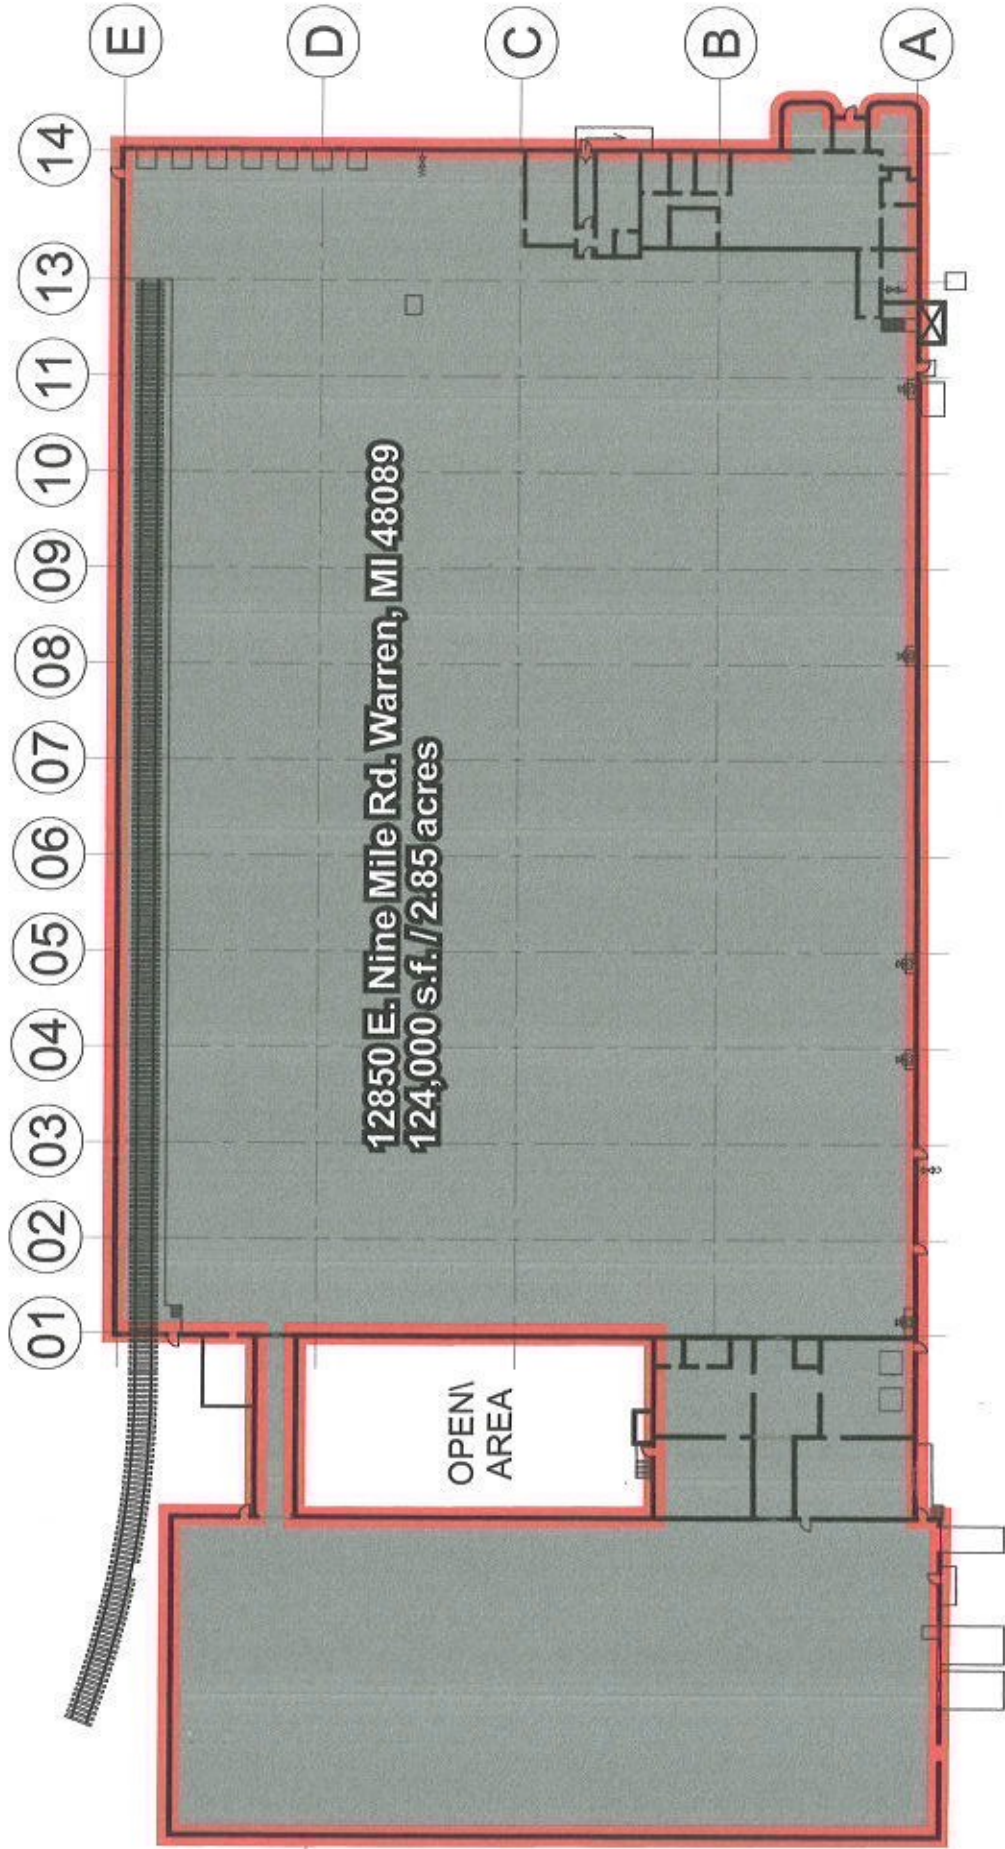 E
D
C
B
A
14
13
11
10
09
08
07
06
05
04
03
02
01
12850 E. Nine Mile Rd. Warren, MI 48089
124,000 s.f. / 2.85 acres
OPEN\
AREA